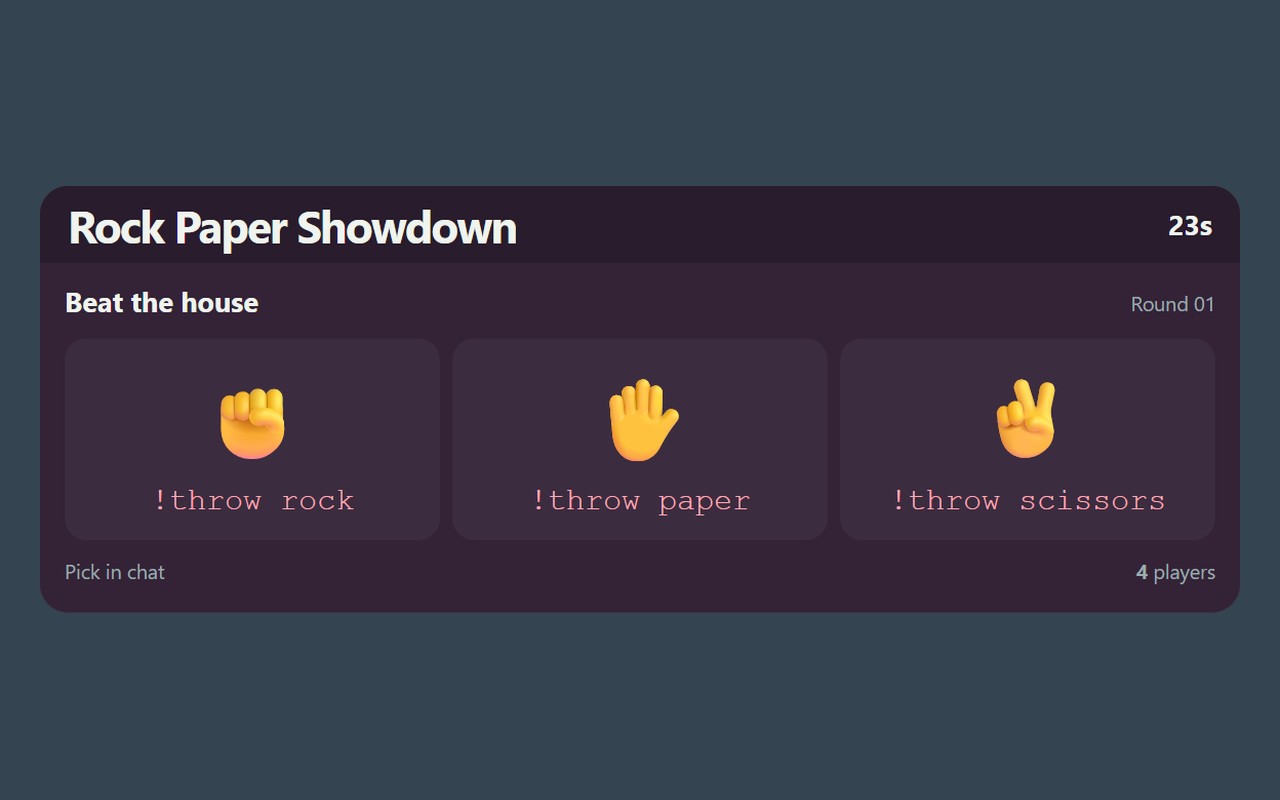 Rock Paper Showdown
23s
Beat the house
Round 01
!throw rock
!throw paper
!throw scissors
Pick in chat
4 players